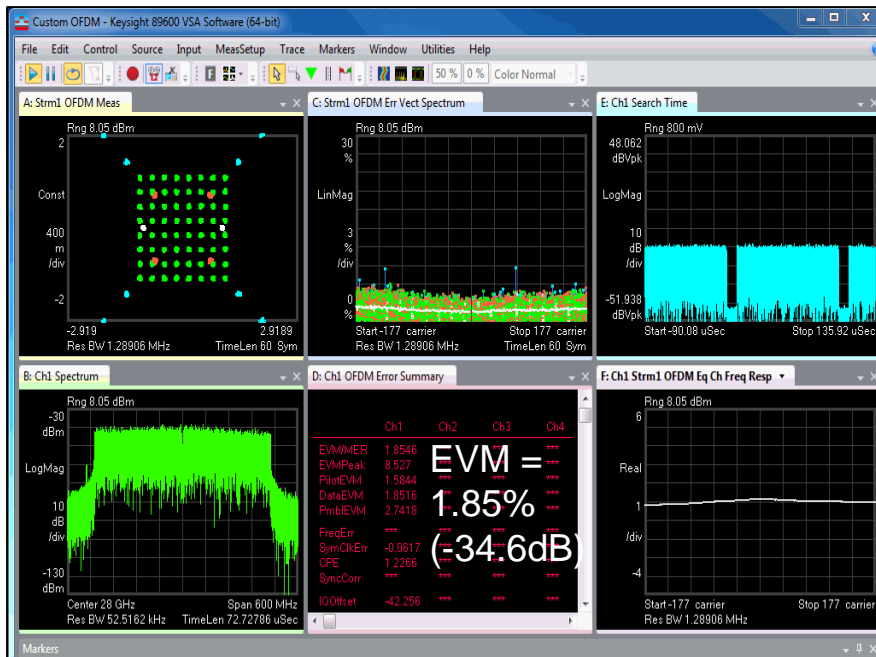 Custom OFDM - Keysight 89600 VSA Software (64-bit)
File Edit Control Source Input MeasSetup Trace Markers Window Utilities Help
50 % 0 % Color Normal
A: Strm1 OFDM Meas
Rng 8.05 dBm
2
Const
400
m
/div
-2
-2.919 2.9189
Res BW 1.28906 MHz TimeLen 60 Sym
C: Strm1 OFDM Err Vect Spectrum
Rng 8.05 dBm
30
%
LinMag
3
%
/div
0
%
Start -177 carrier Stop 177 carrier
Res BW 1.28906 MHz TimeLen 60 Sym
E: Ch1 Search Time
Rng 800 mV
48.062
dBVpk
LogMag
10
dB
/div
-51.938
dBVpk
Start -90.08 uSec Stop 135.92 uSec
B: Ch1 Spectrum
Rng 8.05 dBm
-30
dBm
LogMag
10
dB
/div
-130
dBm
Center 28 GHz Span 600 MHz
Res BW 52.5162 kHz TimeLen 72.72786 uSec
D: Ch1 OFDM Error Summary
Ch1 Ch2 Ch3 Ch4
EVM/MER 1.8546 *** *** ***
EVMPeak 8.527 ***
PilotEVM 1.5844 ***
DataEVM 1.8516 *** *** ***
PmblEVM 2.7418 *** *** ***
FreqErr *** *** *** ***
SymClkErr -0.0617 ***
CPE 1.2266 ***
SyncCorr *** *** *** ***
IQOffset -42.256 *** *** ***
EVM =
1.85%
(-34.6dB)
F: Ch1 Strm1 OFDM Eq Ch Freq Resp
Rng 8.05 dBm
6
Real
1
/div
-4
Start -177 carrier Stop 177 carrier
Res BW 1.28906 MHz
Markers